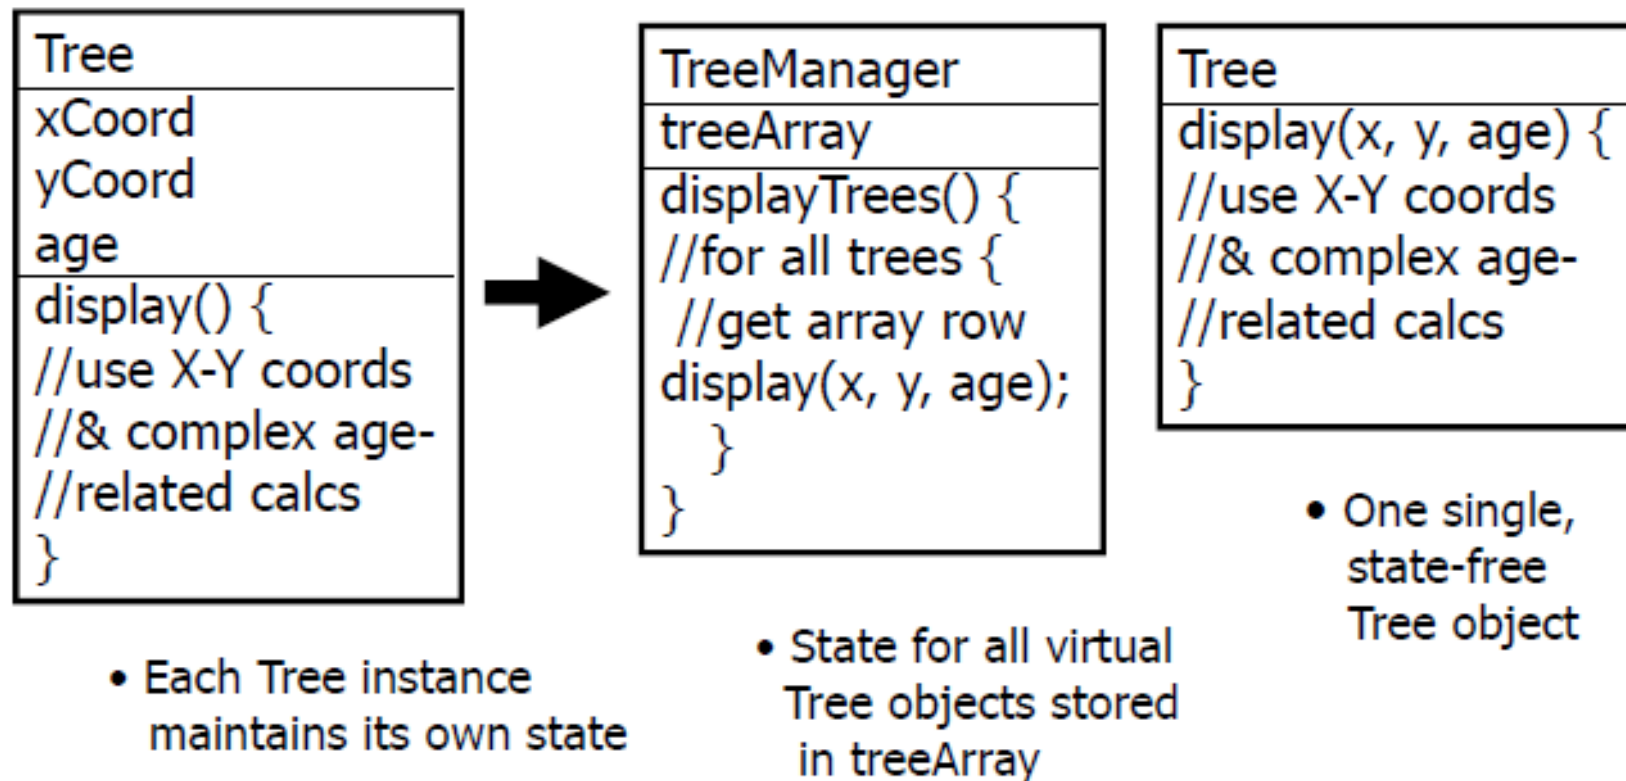 Tree
xCoord
yCoord
age
display() {
//use X-Y coords
//& complex age-
//related calcs
}
• Each Tree instance
maintains its own state
TreeManager
treeArray
displayTrees() {
//for all trees {
//get array row
display(x, y, age);
}
}
• State for all virtual
Tree objects stored
in treeArray
Tree
display(x, y, age) {
//use X-Y coords
//& complex age-
//related calcs
}
• One single,
state-free
Tree object